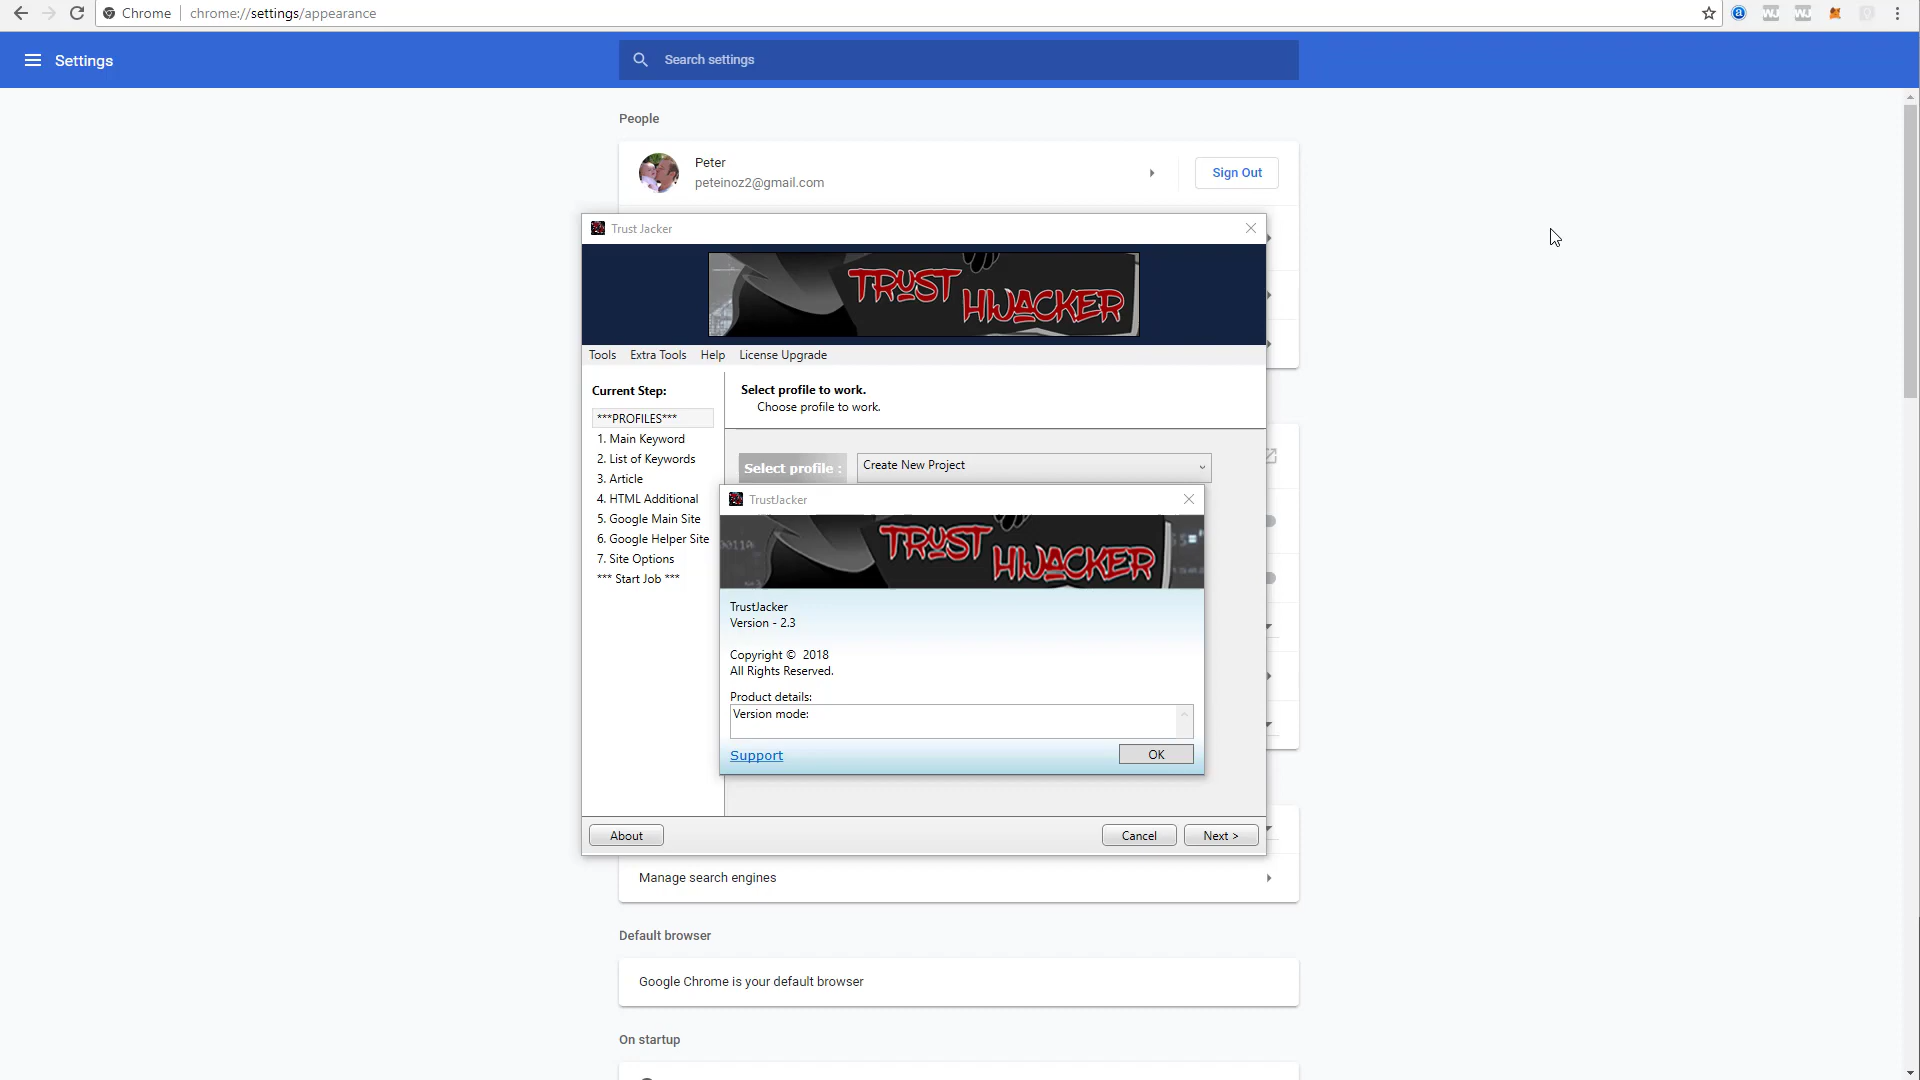 Chrome chrome://settings/appearance
Settings
Search settings
People
Peter
peteinoz2@gmail.com
Sign Out
Trust Jacker
TRUST HIJACKER
Tools Extra Tools Help License Upgrade
Current Step:
***PROFILES***
1. Main Keyword
2. List of Keywords
3. Article
4. HTML Additional
5. Google Main Site
6. Google Helper Site
7. Site Options
*** Start Job ***
Select profile to work.
Choose profile to work.
Select profile :
Create New Project
TrustJacker
TRUST HIJACKER
TrustJacker
Version - 2.3
Copyright © 2018
All Rights Reserved.
Product details:
Version mode:
Support
OK
About
Cancel
Next >
Manage search engines
Default browser
Google Chrome is your default browser
On startup